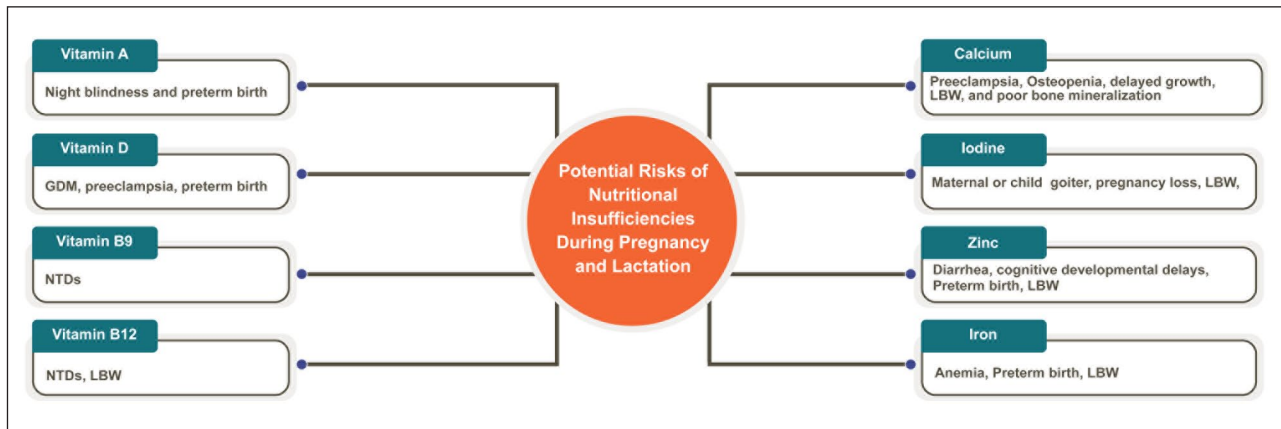 Vitamin A
Night blindness and preterm birth
Vitamin D
GDM, preeclampsia, preterm birth
Vitamin B9
NTDs
Vitamin B12
NTDs, LBW
Potential Risks of
Nutritional
Insufficiencies
During Pregnancy
and Lactation
Calcium
Preeclampsia, Osteopenia, delayed growth,
LBW, and poor bone mineralization
Iodine
Maternal or child goiter, pregnancy loss, LBW,
Zinc
Diarrhea, cognitive developmental delays,
Preterm birth, LBW
Iron
Anemia, Preterm birth, LBW